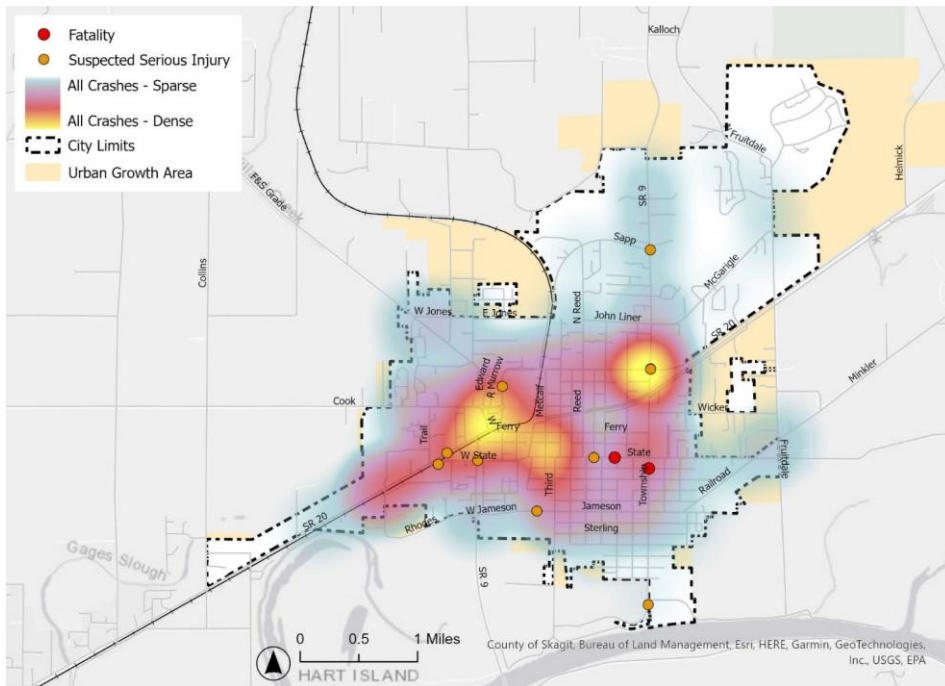 Fatality
Suspected Serious Injury
All Crashes - Sparse
All Crashes - Dense
City Limits
Urban Growth Area
Kalloch
Fruitdale
Helmick
F&S Grade
SR 9
Collins
Sapp
McGarigle
N Reed
W Jones
E Jones
John Liner
SR 20
Minkler
Edward
R Murrow
Metcalf
Reed
Cook
Wicker
Trail
W Ferry
Ferry
W State
State
Third
Township
Railroad
Fruitdale
Jameson
W Jameson
Rhodes
Sterling
SR 20
Gages Slough
SR 9
0 0.5 1 Miles
HART ISLAND
County of Skagit, Bureau of Land Management, Esri, HERE, Garmin, GeoTechnologies,
Inc., USGS, EPA